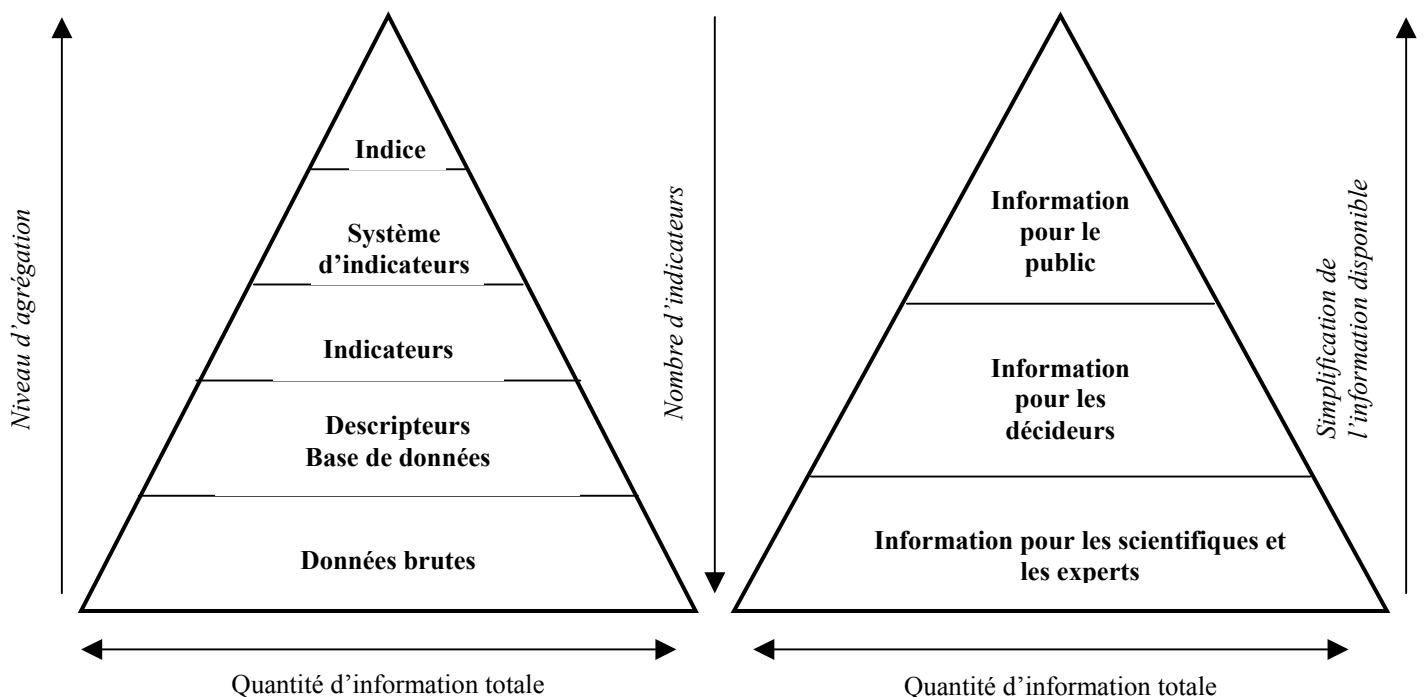 Indice
Système
d'indicateurs
Indicateurs
Descripteurs
Base de données
Données brutes
Niveau d'agrégation
Quantité d'information totale
Nombre d'indicateurs
Information
pour le
public
Information
pour les
décideurs
Information pour les scientifiques et
les experts
Simplification de
l'information disponible
Quantité d'information totale